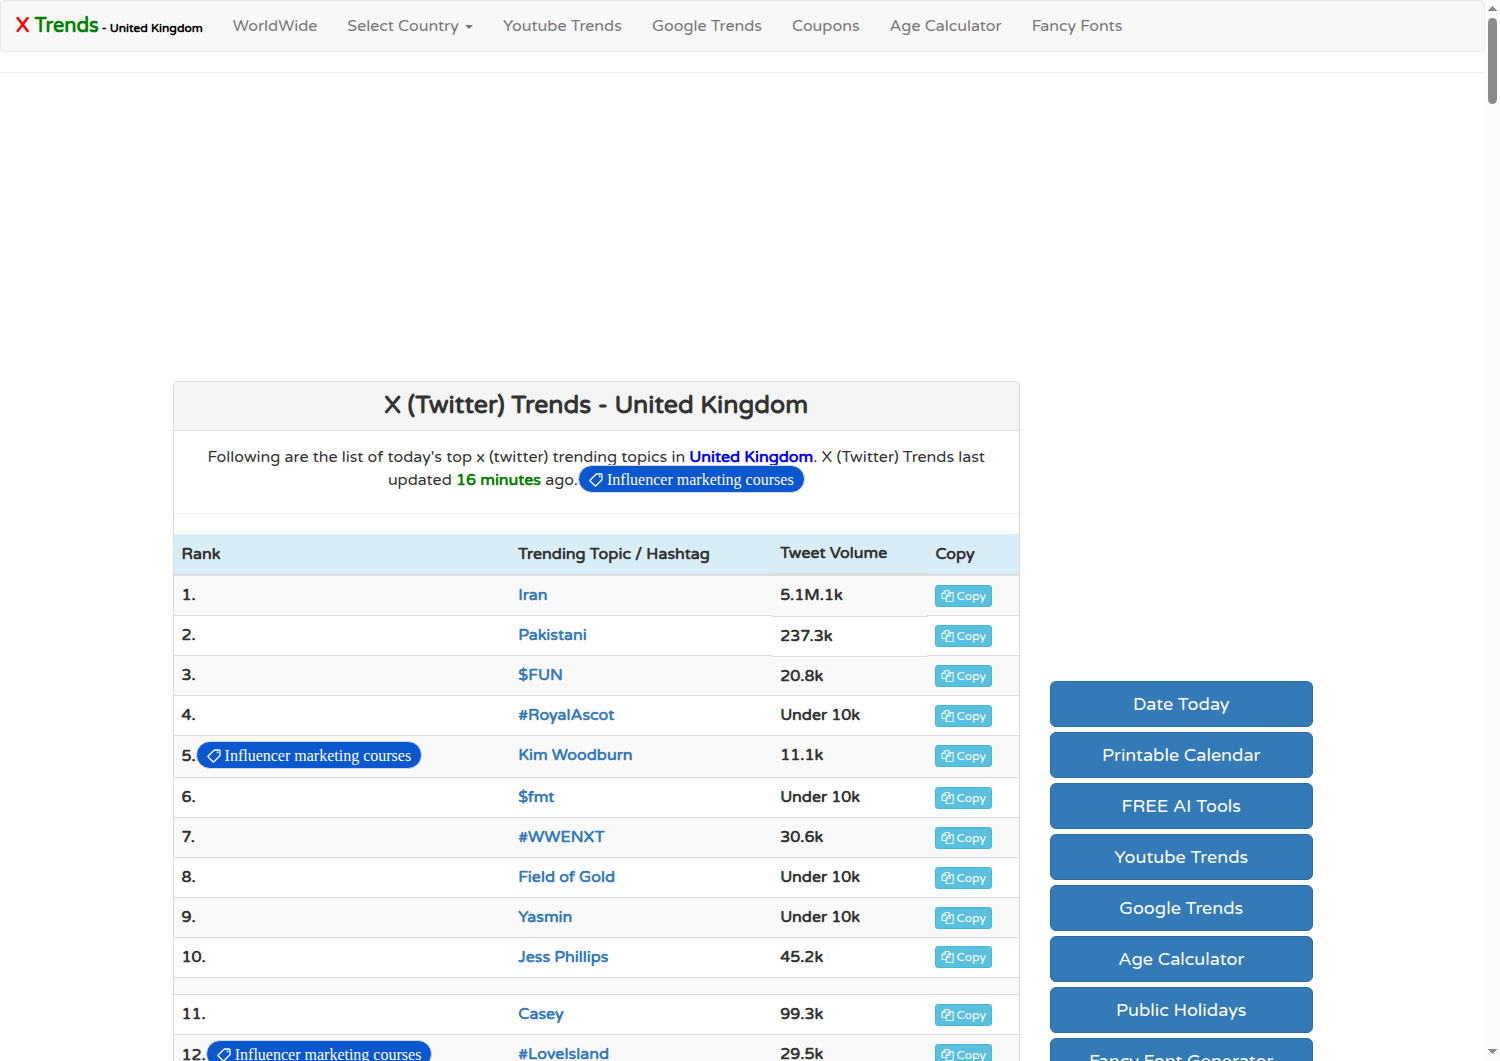 X Trends - United Kingdom WorldWide Select Country Youtube Trends Google Trends Coupons Age Calculator Fancy Fonts
X (Twitter) Trends - United Kingdom
Following are the list of today's top x (twitter) trending topics in United Kingdom. X (Twitter) Trends last
updated 16 minutes ago. Influencer marketing courses
Rank Trending Topic / Hashtag Tweet Volume Copy
1. Iran 5.1M.1k Copy
2. Pakistani 237.3k Copy
3. $FUN 20.8k Copy
4. #RoyalAscot Under 10k Copy
5. Influencer marketing courses Kim Woodburn 11.1k Copy
6. $fmt Under 10k Copy
7. #WWENXT 30.6k Copy
8. Field of Gold Under 10k Copy
9. Yasmin Under 10k Copy
10. Jess Phillips 45.2k Copy
11. Casey 99.3k Copy
12. Influencer marketing courses #LoveIsland 29.5k Copy
Date Today
Printable Calendar
FREE AI Tools
Youtube Trends
Google Trends
Age Calculator
Public Holidays
Fancy Font Generator